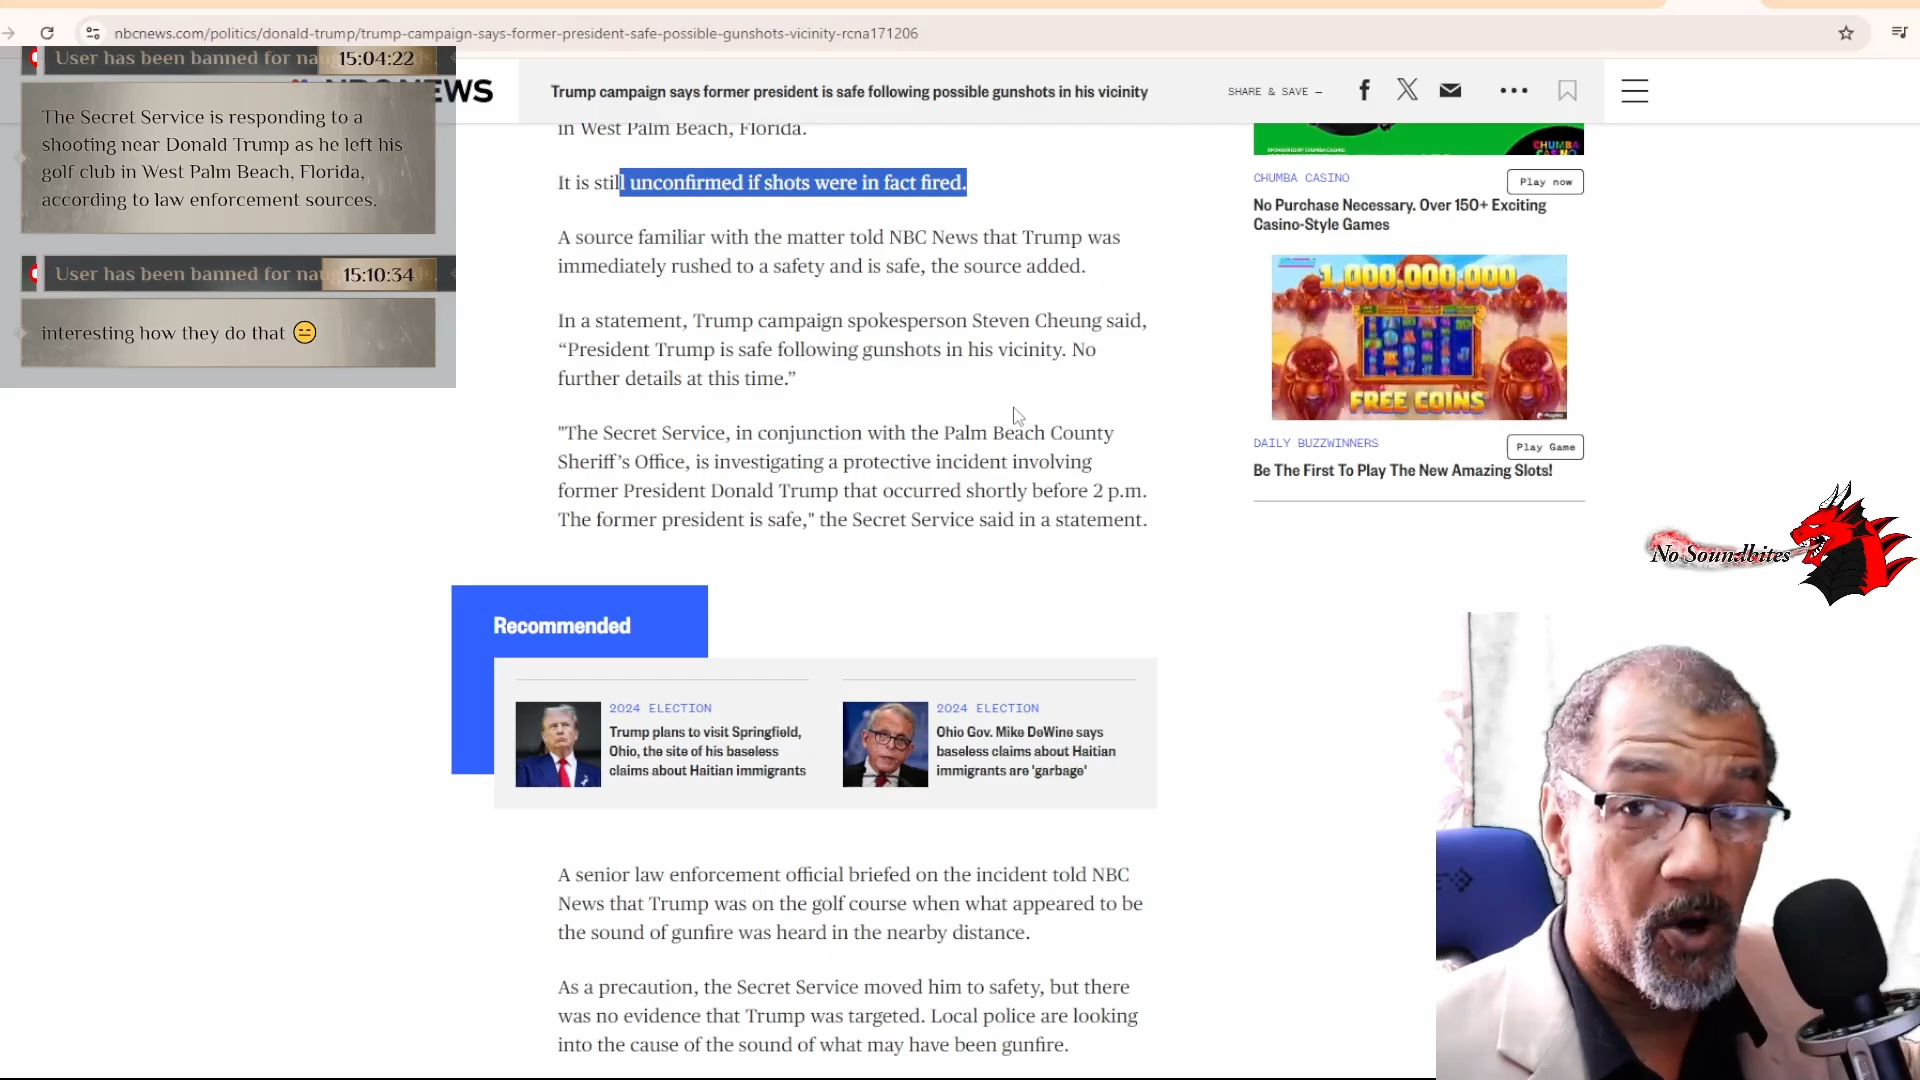 nbcnews.com/politics/donald-trump/trump-campaign-says-former-president-safe-possible-gunshots-vicinity-rcna171206
User has been banned for 15:04:22
NBC NEWS
Trump campaign says former president is safe following possible gunshots in his vicinity
SHARE & SAVE —
The Secret Service is responding to a
shooting near Donald Trump as he left his
golf club in West Palm Beach, Florida,
according to law enforcement sources.
User has been banned for 15:10:34
interesting how they do that 😑
in West Palm Beach, Florida.
It is still unconfirmed if shots were in fact fired.
A source familiar with the matter told NBC News that Trump was
immediately rushed to a safety and is safe, the source added.
In a statement, Trump campaign spokesperson Steven Cheung said,
“President Trump is safe following gunshots in his vicinity. No
further details at this time.”
"The Secret Service, in conjunction with the Palm Beach County
Sheriff’s Office, is investigating a protective incident involving
former President Donald Trump that occurred shortly before 2 p.m.
The former president is safe," the Secret Service said in a statement.
Recommended
2024 ELECTION
Trump plans to visit Springfield,
Ohio, the site of his baseless
claims about Haitian immigrants
2024 ELECTION
Ohio Gov. Mike DeWine says
baseless claims about Haitian
immigrants are 'garbage'
A senior law enforcement official briefed on the incident told NBC
News that Trump was on the golf course when what appeared to be
the sound of gunfire was heard in the nearby distance.
As a precaution, the Secret Service moved him to safety, but there
was no evidence that Trump was targeted. Local police are looking
into the cause of the sound of what may have been gunfire.
CHUMBA
CASINO
CHUMBA CASINO
Play now
No Purchase Necessary. Over 150+ Exciting
Casino-Style Games
1,000,000,000
FREE COINS
DAILY BUZZWINNERS
Play Game
Be The First To Play The New Amazing Slots!
No Soundbites